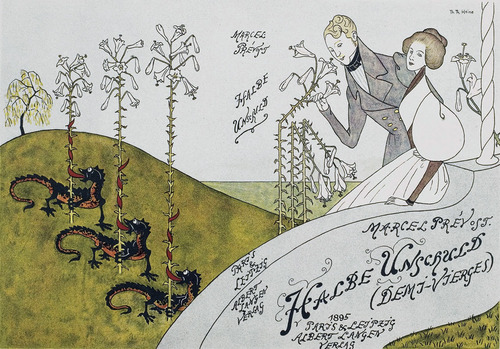 Th. Th. Heine
MARCEL
PRÉVOST
HALBE
UNSCHULD
PARIS
LEIPZIG
ALBERT
LANGEN
VERLAG
MARCEL PRÉVOST.
HALBE UNSCHULD
(DEMI-VIERGES)
1895
PARIS & LEIPZIG
ALBERT LANGEN
VERLAG